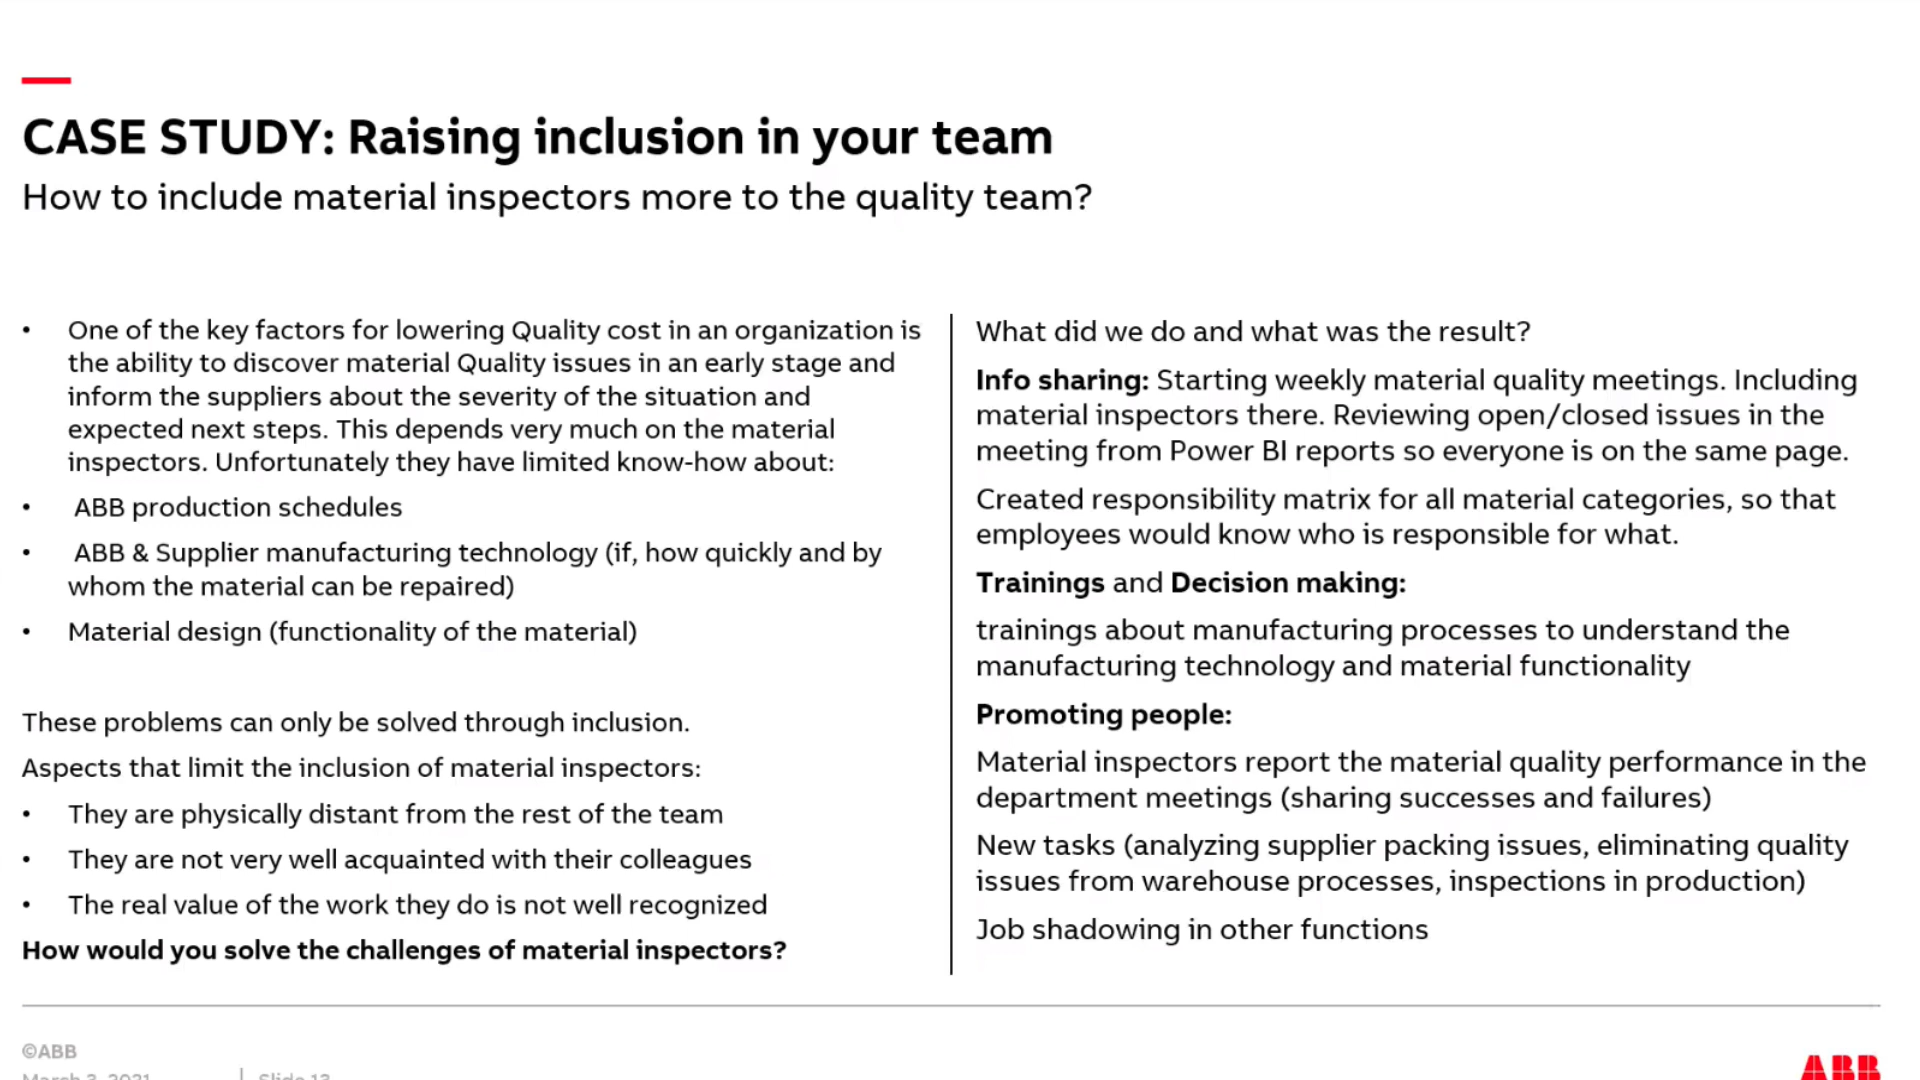 CASE STUDY: Raising inclusion in your team
How to include material inspectors more to the quality team?
• One of the key factors for lowering Quality cost in an organization is
the ability to discover material Quality issues in an early stage and
inform the suppliers about the severity of the situation and
expected next steps. This depends very much on the material
inspectors. Unfortunately they have limited know-how about:
• ABB production schedules
• ABB & Supplier manufacturing technology (if, how quickly and by
whom the material can be repaired)
• Material design (functionality of the material)
These problems can only be solved through inclusion.
Aspects that limit the inclusion of material inspectors:
• They are physically distant from the rest of the team
• They are not very well acquainted with their colleagues
• The real value of the work they do is not well recognized
How would you solve the challenges of material inspectors?
What did we do and what was the result?
Info sharing: Starting weekly material quality meetings. Including
material inspectors there. Reviewing open/closed issues in the
meeting from Power BI reports so everyone is on the same page.
Created responsibility matrix for all material categories, so that
employees would know who is responsible for what.
Trainings and Decision making:
trainings about manufacturing processes to understand the
manufacturing technology and material functionality
Promoting people:
Material inspectors report the material quality performance in the
department meetings (sharing successes and failures)
New tasks (analyzing supplier packing issues, eliminating quality
issues from warehouse processes, inspections in production)
Job shadowing in other functions
©ABB
March 3, 2021 | Slide 13
ABB